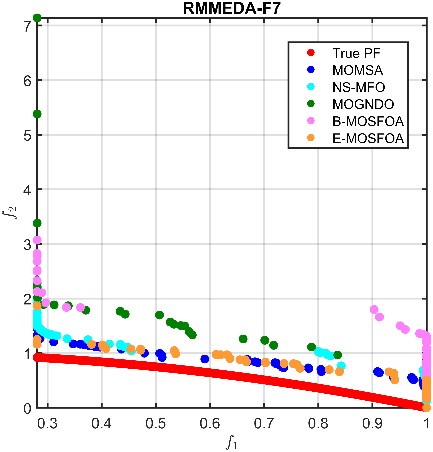 RMMEDA-F7
True PF
MOMSA
NS-MFO
MOGNDO
B-MOSFOA
E-MOSFOA
7
6
5
4
3
2
1
0
f2
0.3 0.4 0.5 0.6 0.7 0.8 0.9 1
f1